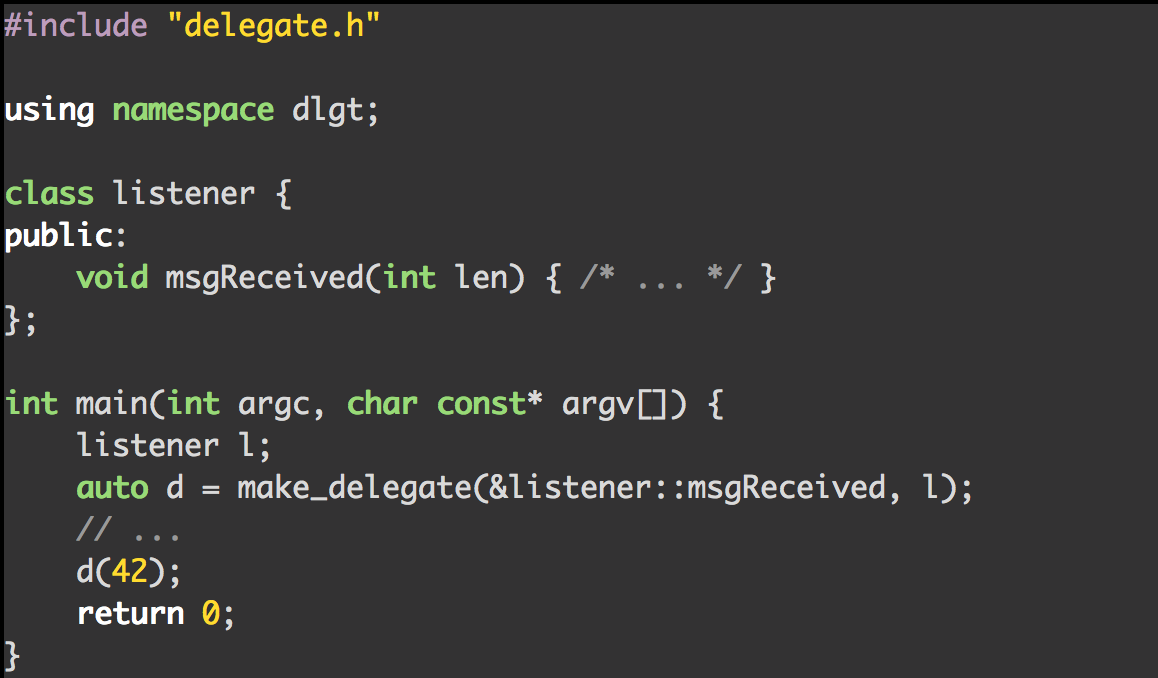 #include "delegate.h"
using namespace dlgt;
class listener {
public:
    void msgReceived(int len) { /* ... */ }
};
int main(int argc, char const* argv[]) {
    listener l;
    auto d = make_delegate(&listener::msgReceived, l);
    // ...
    d(42);
    return 0;
}